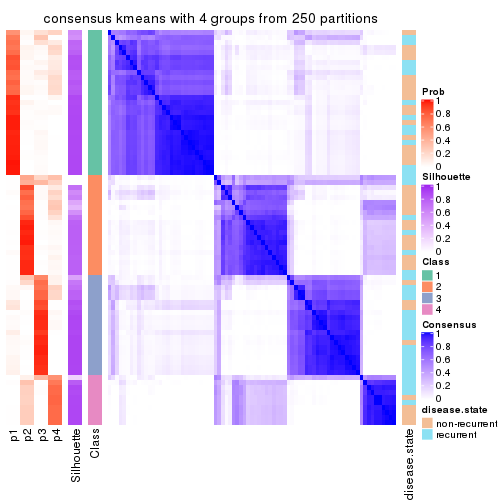 consensus kmeans with 4 groups from 250 partitions
Prob
1
0.8
0.6
0.4
0.2
0
Silhouette
1
0.8
0.6
0.4
0.2
0
Class
1
2
3
4
Consensus
1
0.8
0.6
0.4
0.2
0
disease.state
non-recurrent
recurrent
p1
p2
p3
p4
Silhouette
Class
disease.state